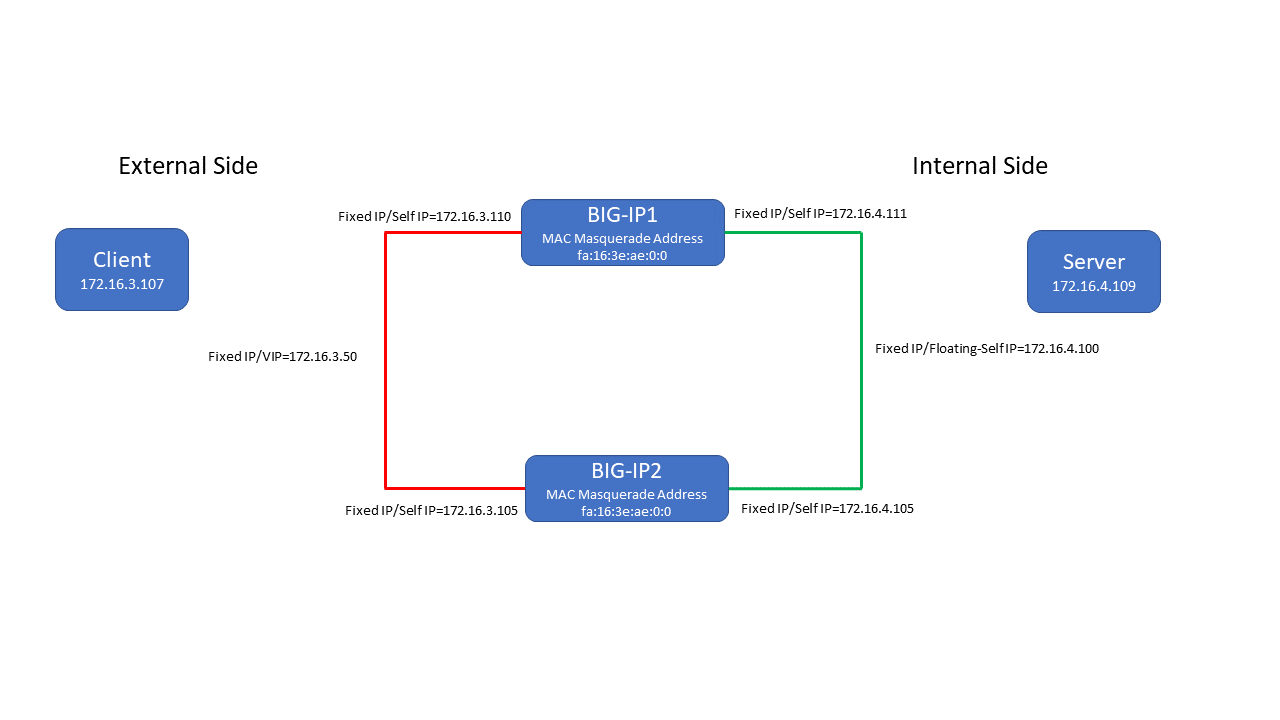 External Side
Internal Side
Fixed IP/Self IP=172.16.3.110
BIG-IP1
MAC Masquerade Address
fa:16:3e:ae:0:0
Fixed IP/Self IP=172.16.4.111
Client
172.16.3.107
Server
172.16.4.109
Fixed IP/VIP=172.16.3.50
Fixed IP/Floating-Self IP=172.16.4.100
BIG-IP2
MAC Masquerade Address
fa:16:3e:ae:0:0
Fixed IP/Self IP=172.16.3.105
Fixed IP/Self IP=172.16.4.105